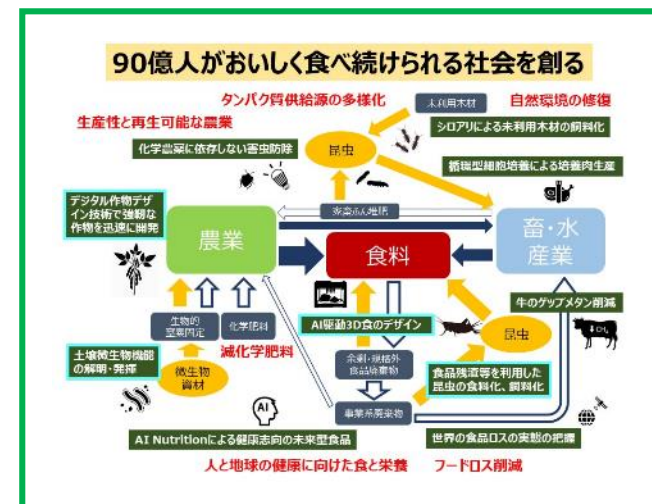 90億人がおいしく食べ続けられる社会を創る
タンパク質供給源の多様化
未利用木材
自然環境の修復
生産性と再生可能な農業
シロアリによる未利用木材の飼料化
化学農薬に依存しない害虫防除
昆虫
循環型細胞培養による培養肉生産
デジタル作物デザ
イン技術で強靭な
作物を迅速に開発
家畜ふん堆肥
農業
食料
畜・水
産業
牛のゲップメタン削減
CH₄
AI駆動3D食のデザイン
昆虫
生物的
窒素固定
化学肥料
減化学肥料
土壌微生物機能
の解明・発揮
微生物
資材
余剰・規格外
食品廃棄物
食品残渣等を利用した
昆虫の食料化、飼料化
AI
事業系廃棄物
AI Nutritionによる健康志向の未来型食品
世界の食品ロスの実態の把握
人と地球の健康に向けた食と栄養
フードロス削減